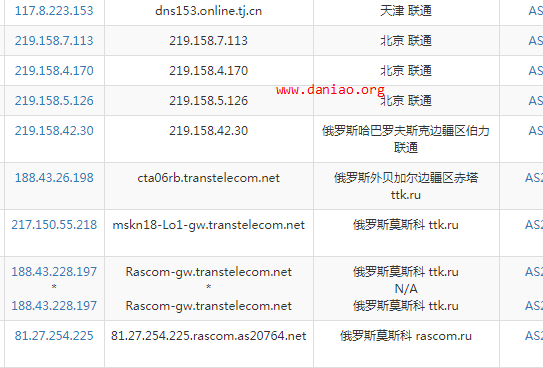 117.8.223.153 dns153.online.tj.cn 天津 联通 AS
219.158.7.113 219.158.7.113 北京 联通 AS
219.158.4.170 219.158.4.170 北京 联通 AS
www.daniao.org
219.158.5.126 219.158.5.126 北京 联通 AS
219.158.42.30 219.158.42.30 俄罗斯哈巴罗夫斯克边疆区伯力 AS
联通
188.43.26.198 cta06rb.transtelecom.net 俄罗斯外贝加尔边疆区赤塔 AS2
ttk.ru
217.150.55.218 mskn18-Lo1-gw.transtelecom.net 俄罗斯莫斯科 ttk.ru AS2
188.43.228.197 Rascom-gw.transtelecom.net 俄罗斯莫斯科 ttk.ru AS2
* * N/A
188.43.228.197 Rascom-gw.transtelecom.net 俄罗斯莫斯科 ttk.ru AS2
81.27.254.225 81.27.254.225.rascom.as20764.net 俄罗斯莫斯科 rascom.ru AS2